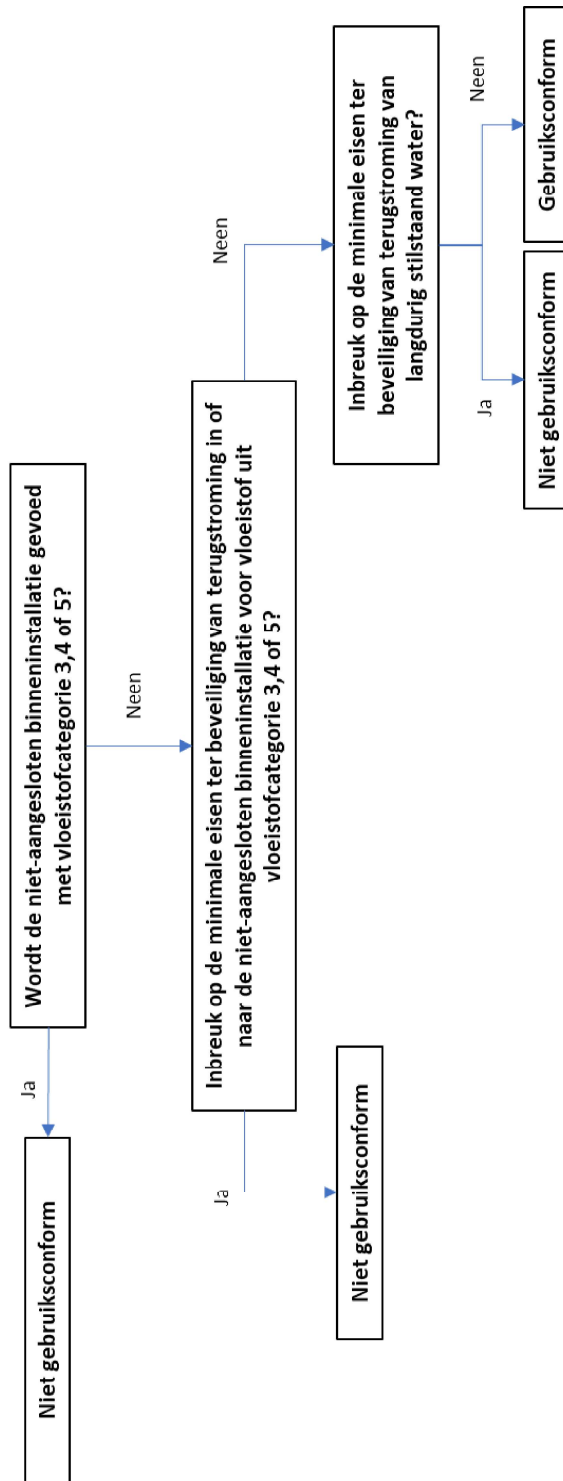 Wordt de niet-aangesloten binneninstallatie gevoed
met vloeistofcategorie 3,4 of 5?
Ja
Neen
Niet gebruiksconform
Inbreuk op de minimale eisen ter beveiliging van terugstroming in of
naar de niet-aangesloten binneninstallatie voor vloeistof uit
vloeistofcategorie 3,4 of 5?
Ja
Neen
Niet gebruiksconform
Inbreuk op de minimale eisen ter
beveiliging van terugstroming van
langdurig stilstaand water?
Ja
Neen
Niet gebruiksconform
Gebruiksconform